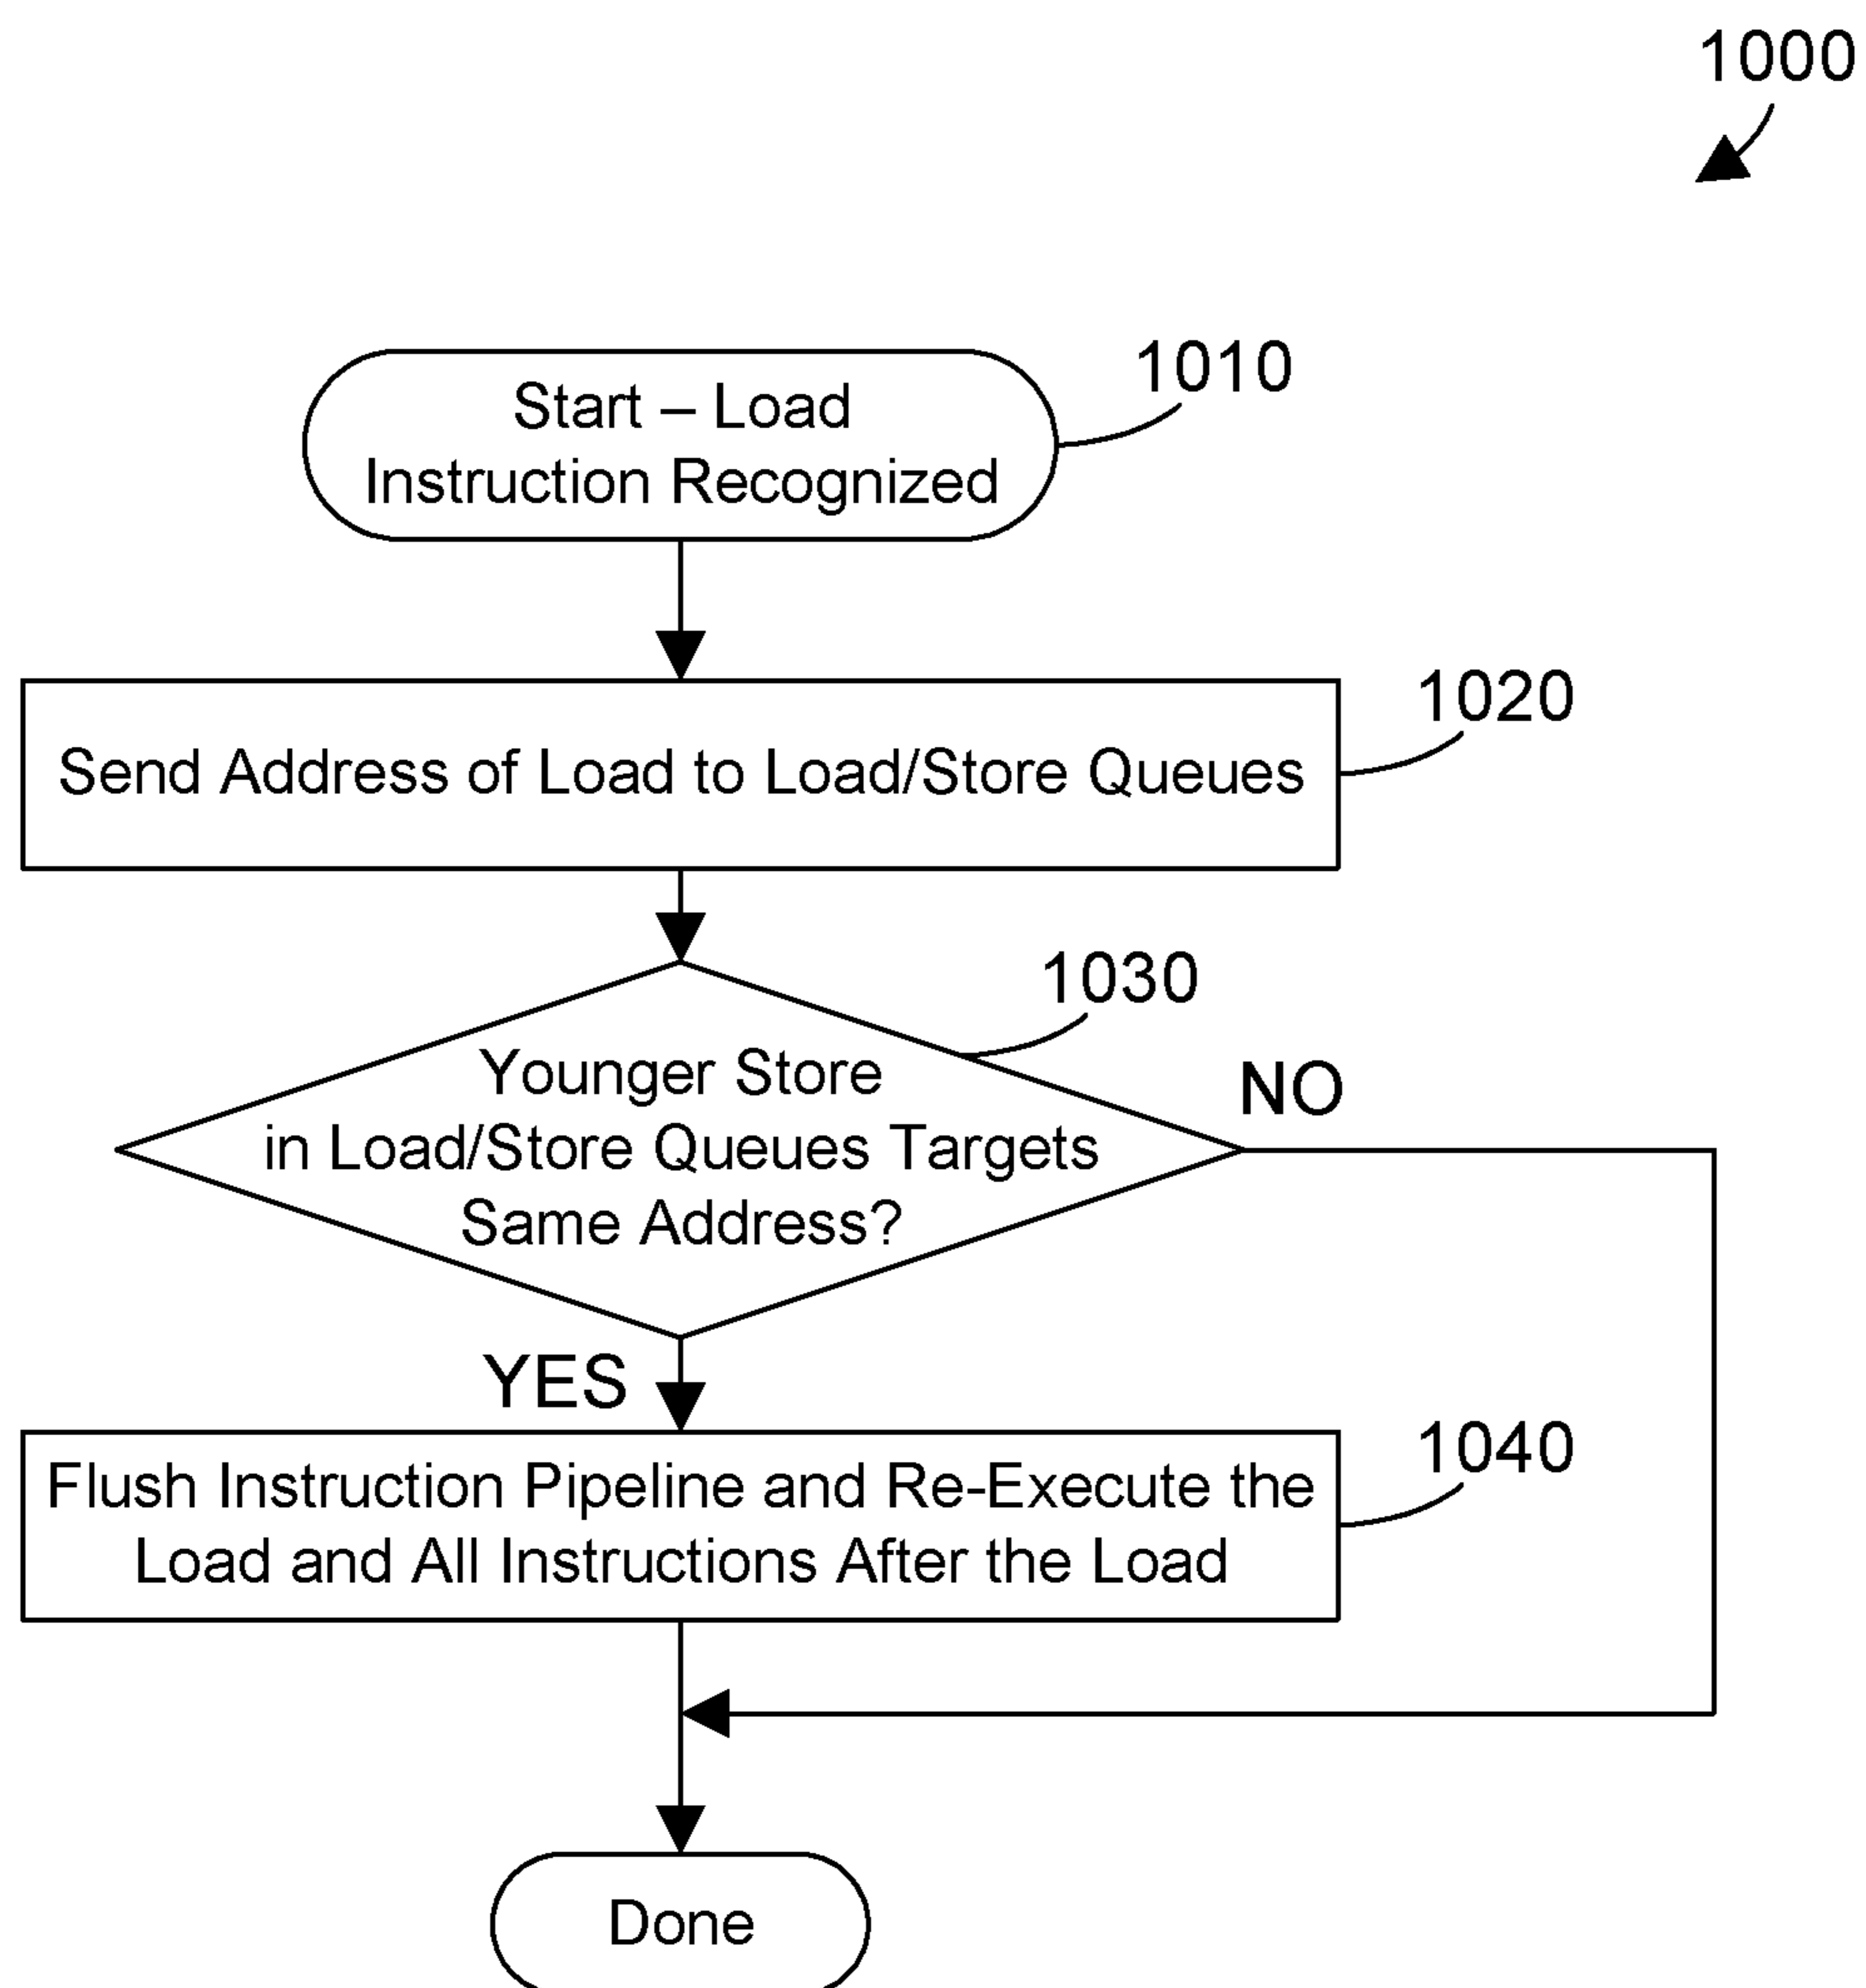 1000
1010
Start – Load
Instruction Recognized
1020
Send Address of Load to Load/Store Queues
1030
Younger Store
in Load/Store Queues Targets
Same Address?
NO
YES
1040
Flush Instruction Pipeline and Re-Execute the
Load and All Instructions After the Load
Done